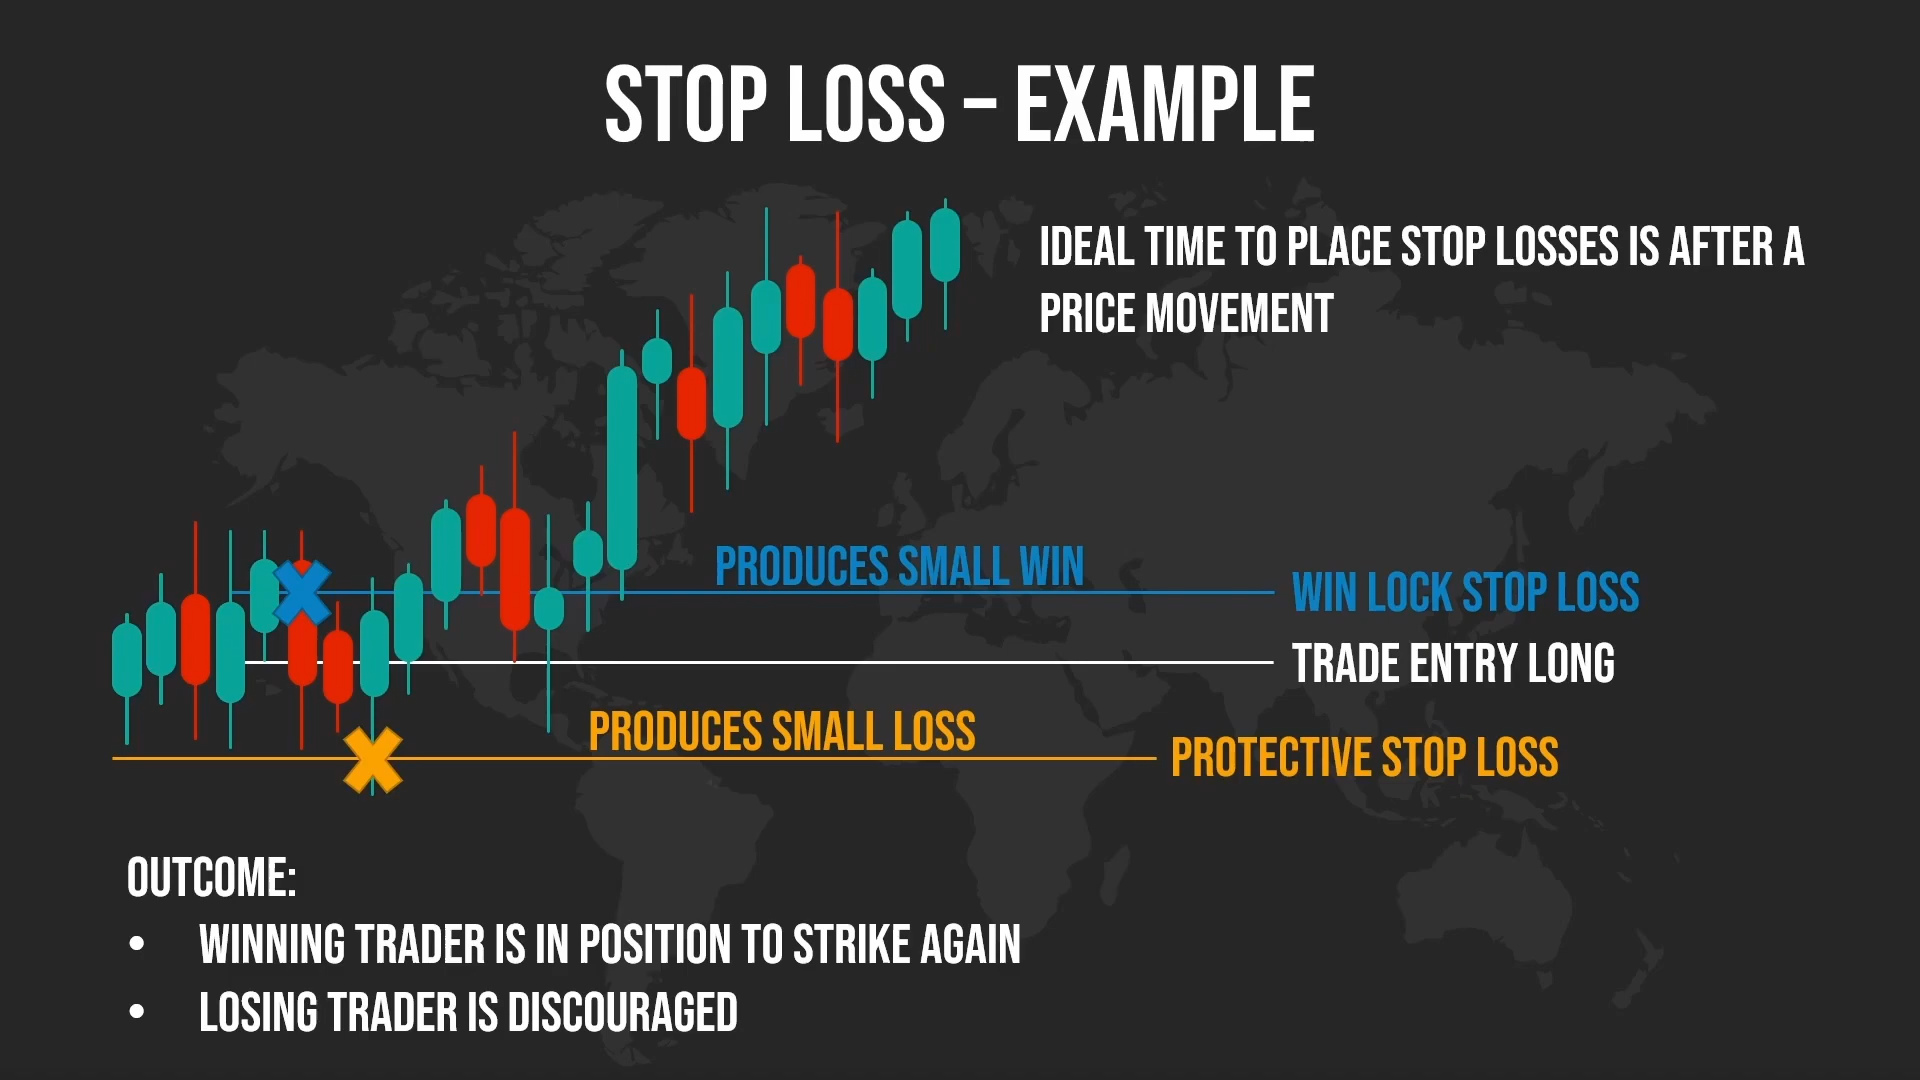 STOP LOSS – EXAMPLE
IDEAL TIME TO PLACE STOP LOSSES IS AFTER A
PRICE MOVEMENT
PRODUCES SMALL WIN
WIN LOCK STOP LOSS
TRADE ENTRY LONG
PRODUCES SMALL LOSS
PROTECTIVE STOP LOSS
OUTCOME:
• WINNING TRADER IS IN POSITION TO STRIKE AGAIN
• LOSING TRADER IS DISCOURAGED